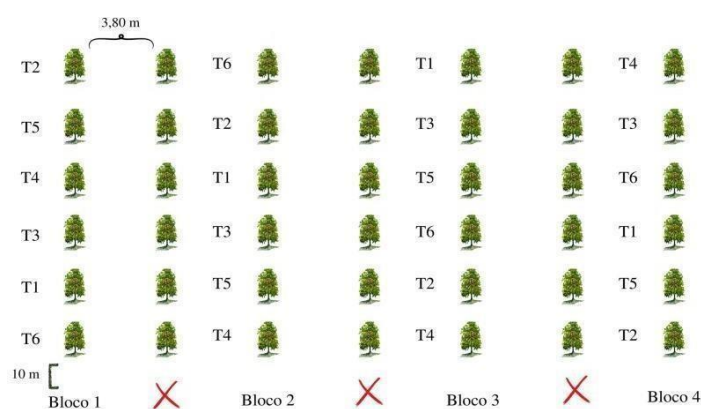 3,80 m
T2 T6 T1 T4
T5 T2 T3 T3
T4 T1 T5 T6
T3 T3 T6 T1
T1 T5 T2 T5
T6 T4 T4 T2
10 m
Bloco 1 Bloco 2 Bloco 3 Bloco 4